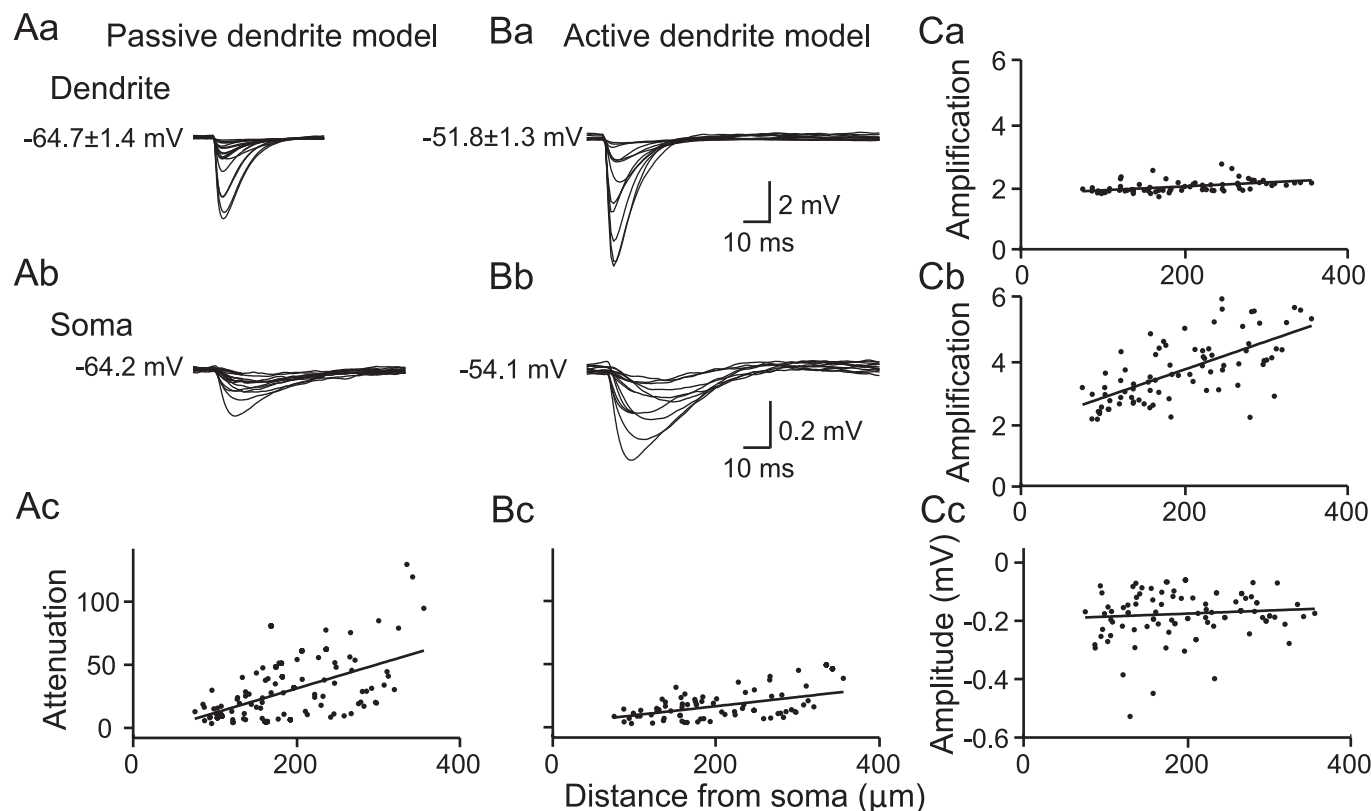 Aa Passive dendrite model
Dendrite
-64.7±1.4 mV
Ab
Soma
-64.2 mV
Ac
Attenuation
100
50
0
0 200 400
Ba Active dendrite model
-51.8±1.3 mV
2 mV
10 ms
Bb
-54.1 mV
0.2 mV
10 ms
Bc
0 200 400
Distance from soma (μm)
Ca
Amplification
6
4
2
0
0 200 400
Cb
Amplification
6
4
2
0
0 200 400
Cc
Amplitude (mV)
0
-0.2
-0.4
-0.6
0 200 400